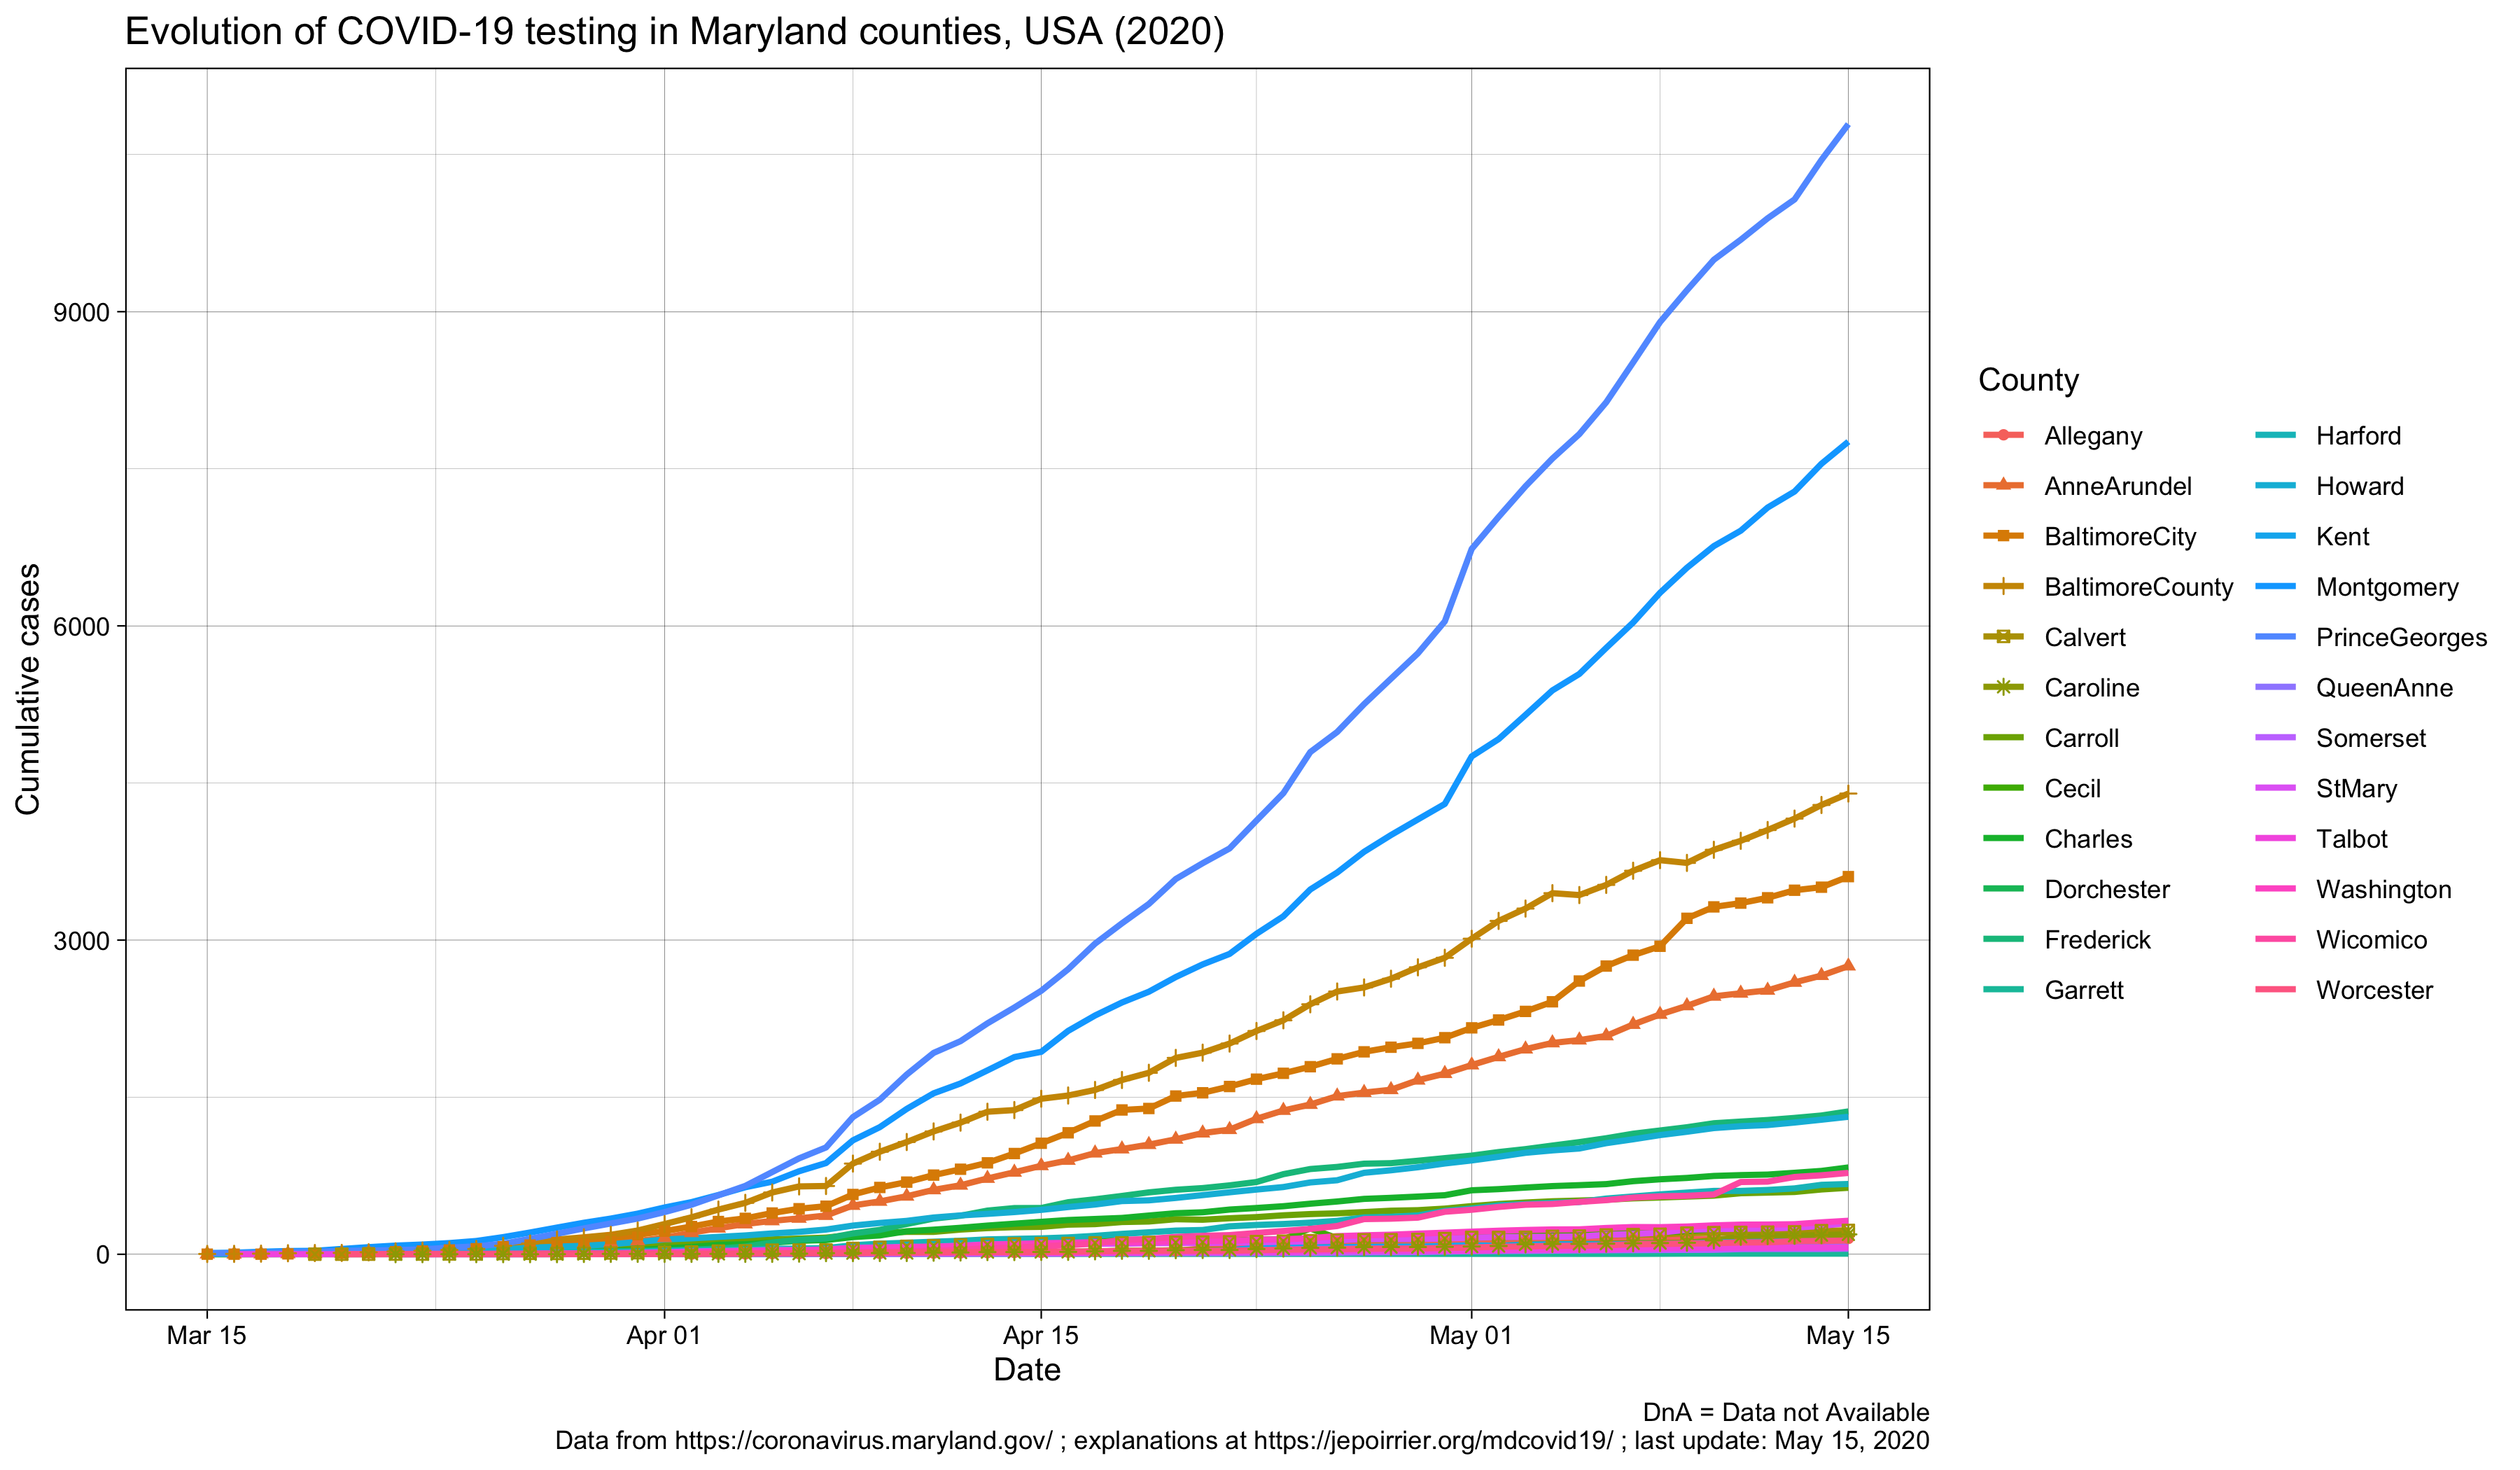 Evolution of COVID-19 testing in Maryland counties, USA (2020)
Cumulative cases
9000
6000
3000
0
Mar 15
Apr 01
Apr 15
May 01
May 15
Date
County
Allegany
AnneArundel
BaltimoreCity
BaltimoreCounty
Calvert
Caroline
Carroll
Cecil
Charles
Dorchester
Frederick
Garrett
Harford
Howard
Kent
Montgomery
PrinceGeorges
QueenAnne
Somerset
StMary
Talbot
Washington
Wicomico
Worcester
DnA = Data not Available
Data from https://coronavirus.maryland.gov/ ; explanations at https://jepoirrier.org/mdcovid19/ ; last update: May 15, 2020